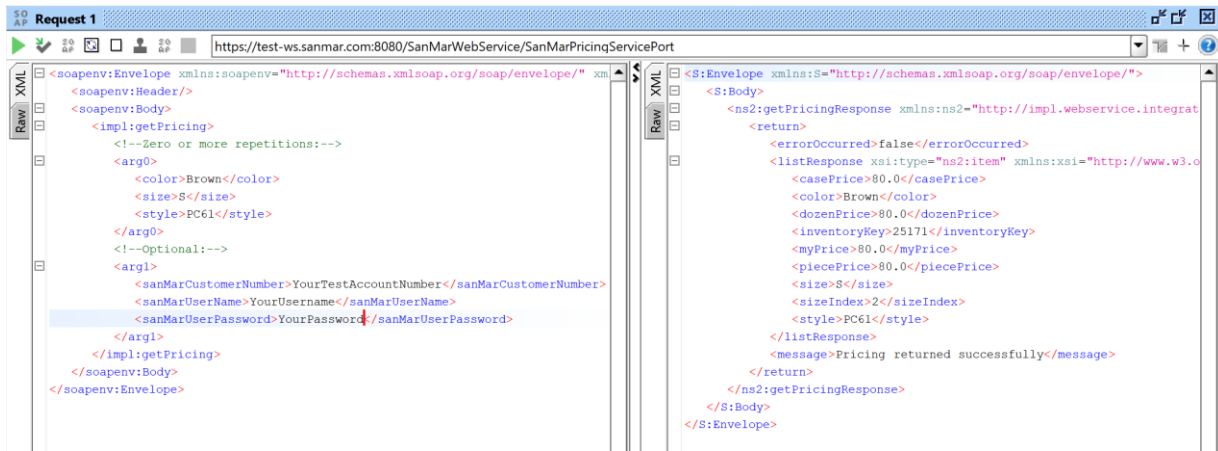 SO AP Request 1
SO AP SO AP https://test-ws.sanmar.com:8080/SanMarWebService/SanMarPricingServicePort
XML
Raw
<soapenv:Envelope xmlns:soapenv="http://schemas.xmlsoap.org/soap/envelope/" xm
<soapenv:Header/>
<soapenv:Body>
<impl:getPricing>
<!--Zero or more repetitions:-->
<arg0>
<color>Brown</color>
<size>S</size>
<style>PC61</style>
</arg0>
<!--Optional:-->
<arg1>
<sanMarCustomerNumber>YourTestAccountNumber</sanMarCustomerNumber>
<sanMarUserName>YourUsername</sanMarUserName>
<sanMarUserPassword>YourPassword</sanMarUserPassword>
</arg1>
</impl:getPricing>
</soapenv:Body>
</soapenv:Envelope>
XML
Raw
<S:Envelope xmlns:S="http://schemas.xmlsoap.org/soap/envelope/">
<S:Body>
<ns2:getPricingResponse xmlns:ns2="http://impl.webservice.integrat
<return>
<errorOccurred>false</errorOccurred>
<listResponse xsi:type="ns2:item" xmlns:xsi="http://www.w3.o
<casePrice>80.0</casePrice>
<color>Brown</color>
<dozenPrice>80.0</dozenPrice>
<inventoryKey>25171</inventoryKey>
<myPrice>80.0</myPrice>
<piecePrice>80.0</piecePrice>
<size>S</size>
<sizeIndex>2</sizeIndex>
<style>PC61</style>
</listResponse>
<message>Pricing returned successfully</message>
</return>
</ns2:getPricingResponse>
</S:Body>
</S:Envelope>